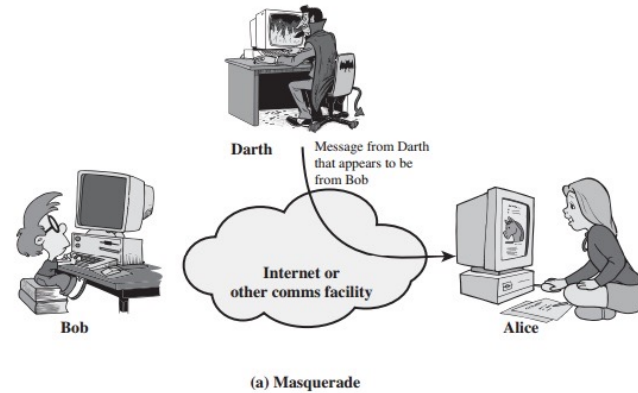 Darth
Message from Darth
that appears to be
from Bob
Internet or
other comms facility
Bob
Alice
(a) Masquerade